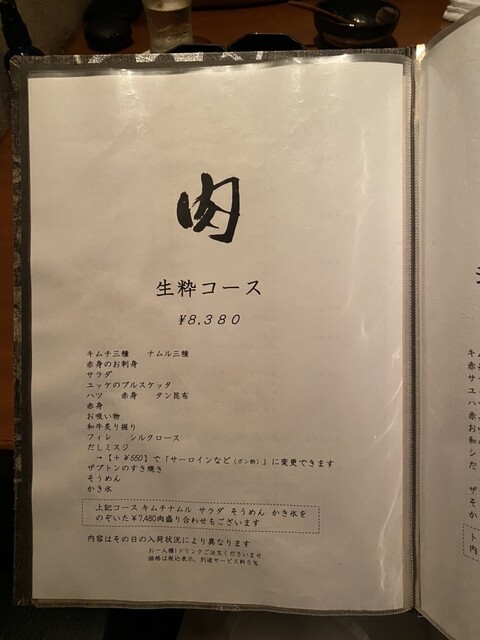 肉
生粋コース
¥8,380
キムチ三種　ナムル三種
赤身のお刺身
サラダ
ユッケのブルスケッタ
ハツ　赤身　タン昆布
赤身
お吸い物
和牛炙り握り
フィレ　シルクロース
だしミスジ
→【+¥550】で「サーロインなど(ポン酢)」に変更できます
ザブトンのすき焼き
そうめん
かき氷
上記コース キムチナムル サラダ そうめん かき氷を
のぞいた¥7,480肉盛り合わせもございます
内容はその日の入荷状況により異なります
お一人様1ドリンクご注文くださいませ
価格は税込表示、別途サービス料5%